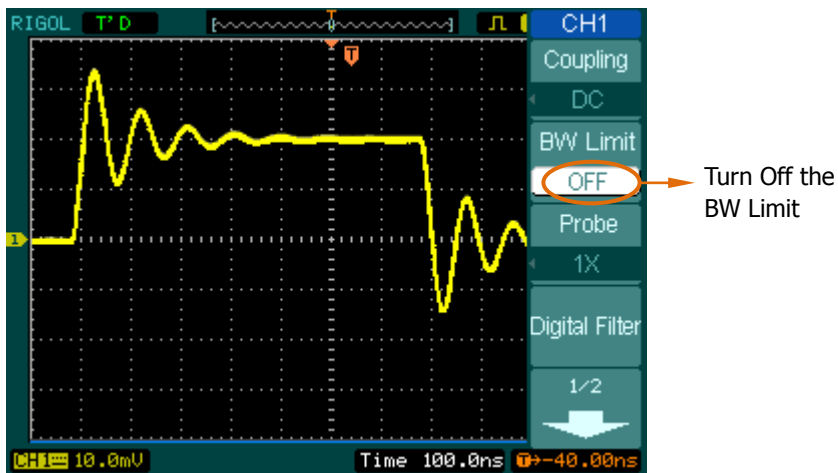 RIGOL T'D CH1
Coupling
DC
BW Limit
OFF
Turn Off the
BW Limit
Probe
1X
Digital Filter
1/2
T
T
1
CH1 10.0mV Time 100.0ns T→-40.00ns